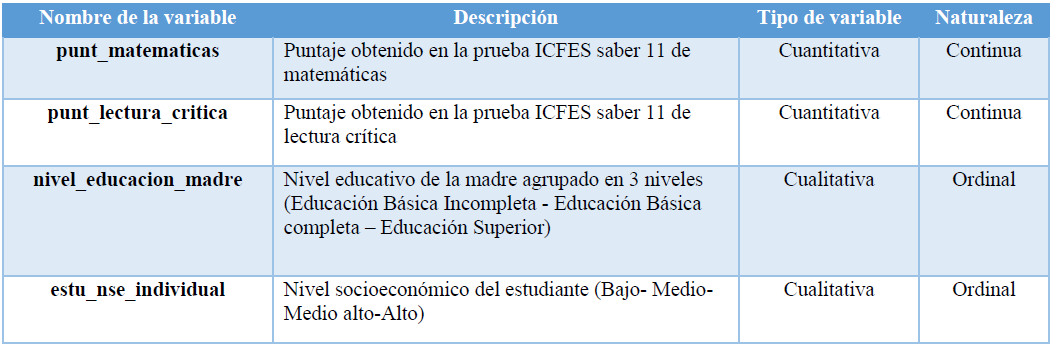 Nombre de la variable Descripción Tipo de variable Naturaleza
punt_matematicas Puntaje obtenido en la prueba ICFES saber 11 de Cuantitativa Continua
matemáticas
punt_lectura_critica Puntaje obtenido en la prueba ICFES saber 11 de Cuantitativa Continua
lectura crítica
nivel_educacion_madre Nivel educativo de la madre agrupado en 3 niveles Cualitativa Ordinal
(Educación Básica Incompleta - Educación Básica
completa – Educación Superior)
estu_nse_individual Nivel socioeconómico del estudiante (Bajo- Medio- Cualitativa Ordinal
Medio alto-Alto)